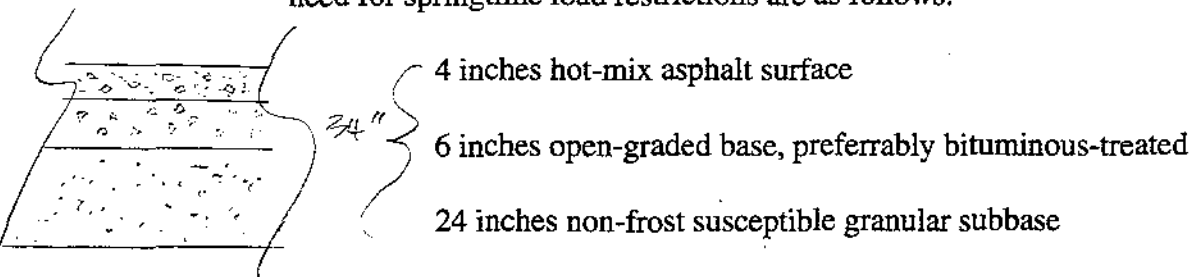 need for springtime load restrictions are as follows:
4 inches hot-mix asphalt surface
34"
6 inches open-graded base, preferrably bituminous-treated
24 inches non-frost susceptible granular subbase